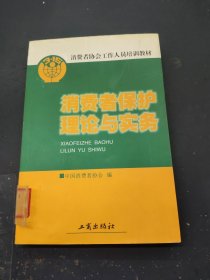 消费者协会工作人员培训教材
消费者保护
理论与实务
XIAOFEIZHE BAOHU
LILUN YU SHIWU
中国消费者协会 编
工商出版社